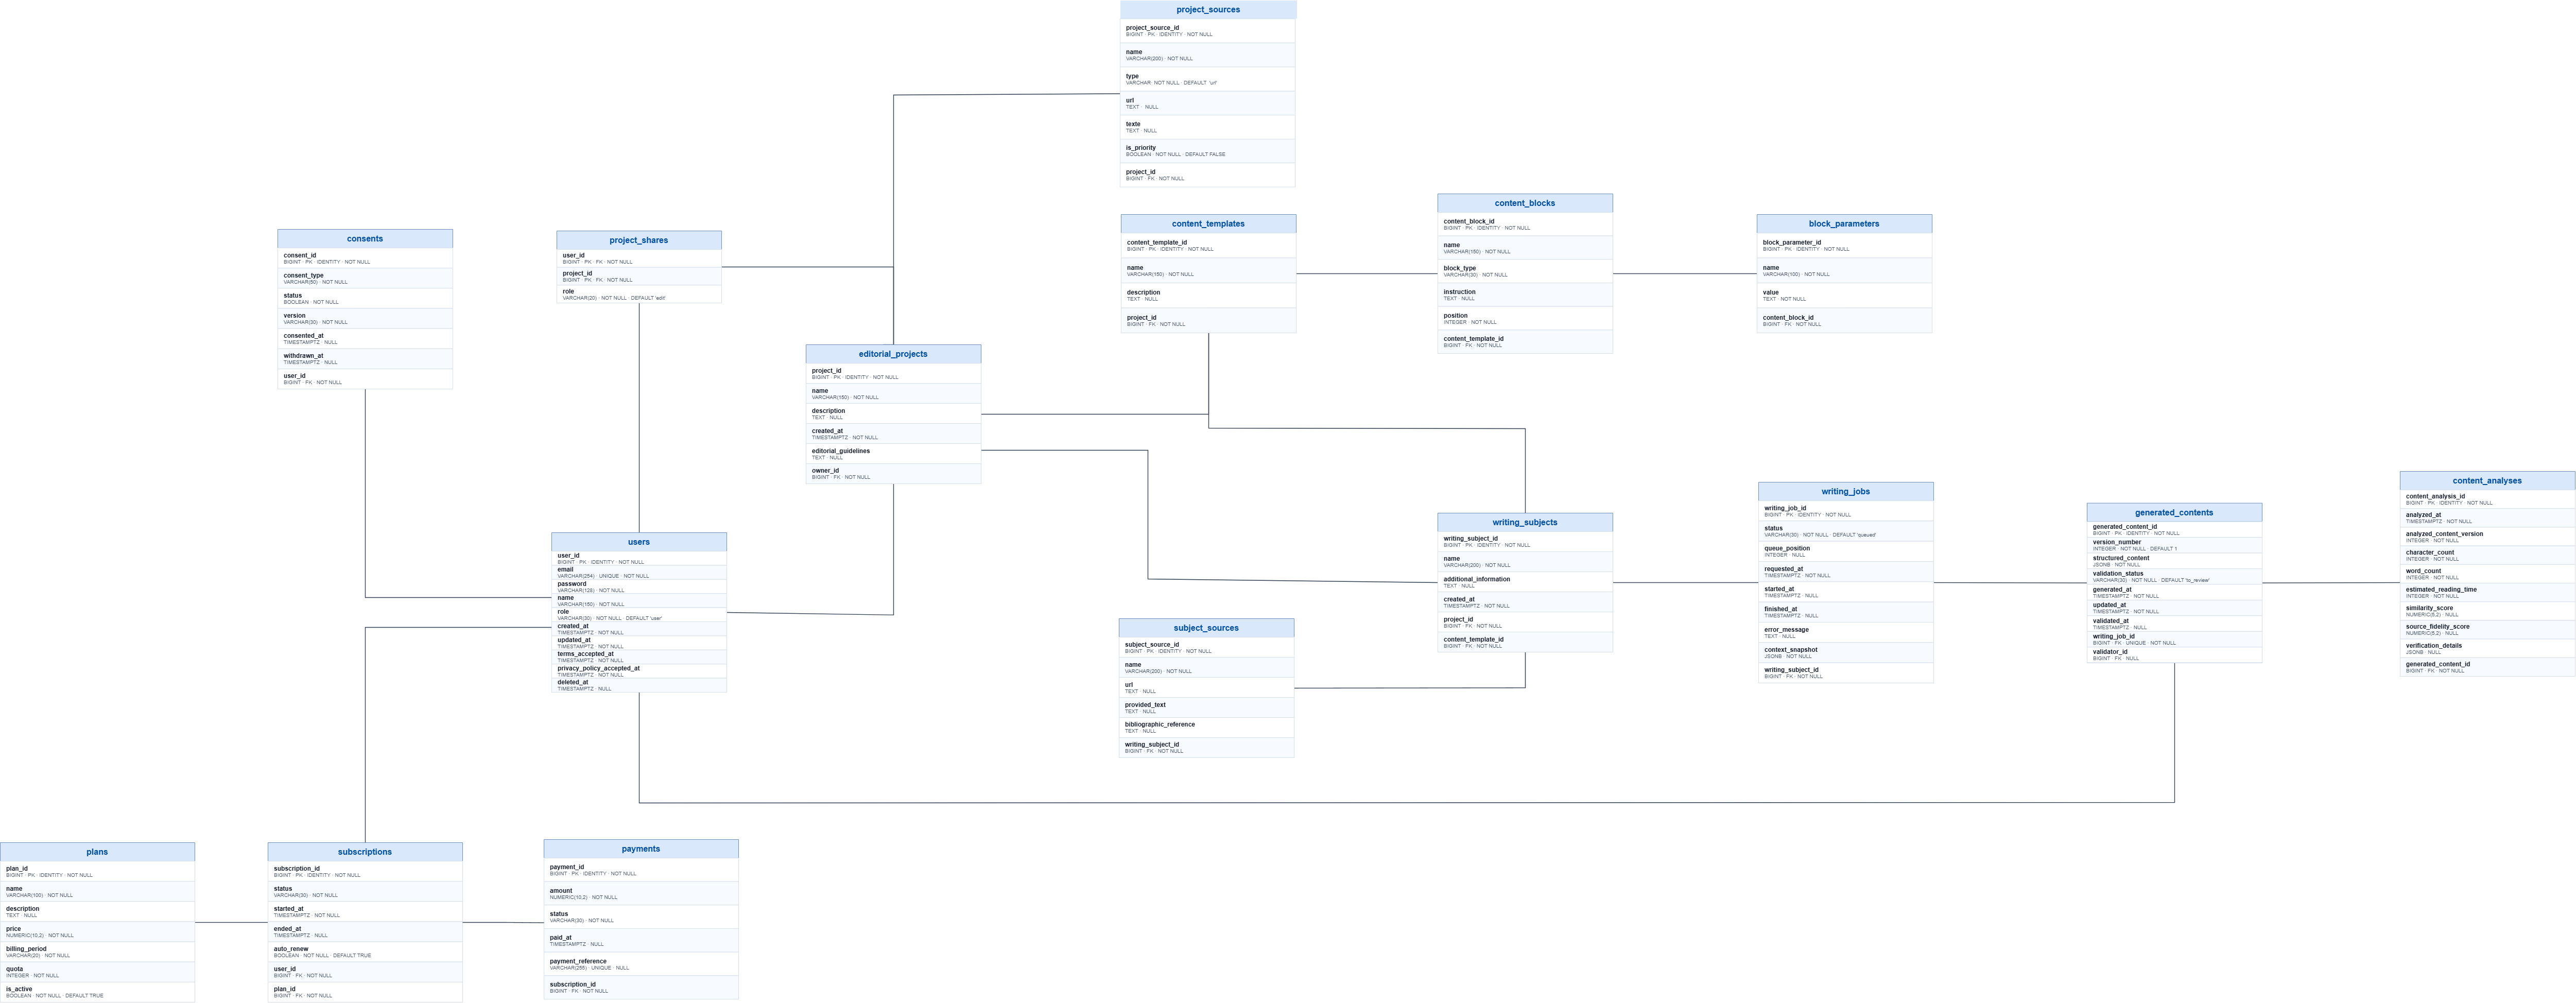 project_sources
project_source_id
BIGINT · PK · IDENTITY · NOT NULL
name
VARCHAR(200) · NOT NULL
type
VARCHAR· NOT NULL · DEFAULT 'url'
url
TEXT · NULL
texte
TEXT · NULL
is_priority
BOOLEAN · NOT NULL · DEFAULT FALSE
project_id
BIGINT · FK · NOT NULL
consents
consent_id
BIGINT · PK · IDENTITY · NOT NULL
consent_type
VARCHAR(50) · NOT NULL
status
BOOLEAN · NOT NULL
version
VARCHAR(30) · NOT NULL
consented_at
TIMESTAMPTZ · NULL
withdrawn_at
TIMESTAMPTZ · NULL
user_id
BIGINT · FK · NOT NULL
project_shares
user_id
BIGINT · PK · FK · NOT NULL
project_id
BIGINT · PK · FK · NOT NULL
role
VARCHAR(20) · NOT NULL · DEFAULT 'edit'
content_templates
content_template_id
BIGINT · PK · IDENTITY · NOT NULL
name
VARCHAR(150) · NOT NULL
description
TEXT · NULL
project_id
BIGINT · FK · NOT NULL
content_blocks
content_block_id
BIGINT · PK · IDENTITY · NOT NULL
name
VARCHAR(150) · NOT NULL
block_type
VARCHAR(30) · NOT NULL
instruction
TEXT · NULL
position
INTEGER · NOT NULL
content_template_id
BIGINT · FK · NOT NULL
block_parameters
block_parameter_id
BIGINT · PK · IDENTITY · NOT NULL
name
VARCHAR(100) · NOT NULL
value
TEXT · NOT NULL
content_block_id
BIGINT · FK · NOT NULL
editorial_projects
project_id
BIGINT · PK · IDENTITY · NOT NULL
name
VARCHAR(150) · NOT NULL
description
TEXT · NULL
created_at
TIMESTAMPTZ · NOT NULL
editorial_guidelines
TEXT · NULL
owner_id
BIGINT · FK · NOT NULL
users
user_id
BIGINT · PK · IDENTITY · NOT NULL
email
VARCHAR(254) · UNIQUE · NOT NULL
password
VARCHAR(128) · NOT NULL
name
VARCHAR(150) · NOT NULL
role
VARCHAR(30) · NOT NULL · DEFAULT 'user'
created_at
TIMESTAMPTZ · NOT NULL
updated_at
TIMESTAMPTZ · NOT NULL
terms_accepted_at
TIMESTAMPTZ · NOT NULL
privacy_policy_accepted_at
TIMESTAMPTZ · NOT NULL
deleted_at
TIMESTAMPTZ · NULL
subject_sources
subject_source_id
BIGINT · PK · IDENTITY · NOT NULL
name
VARCHAR(200) · NOT NULL
url
TEXT · NULL
provided_text
TEXT · NULL
bibliographic_reference
TEXT · NULL
writing_subject_id
BIGINT · FK · NOT NULL
writing_subjects
writing_subject_id
BIGINT · PK · IDENTITY · NOT NULL
name
VARCHAR(200) · NOT NULL
additional_information
TEXT · NULL
created_at
TIMESTAMPTZ · NOT NULL
project_id
BIGINT · FK · NOT NULL
content_template_id
BIGINT · FK · NOT NULL
writing_jobs
writing_job_id
BIGINT · PK · IDENTITY · NOT NULL
status
VARCHAR(30) · NOT NULL · DEFAULT 'queued'
queue_position
INTEGER · NULL
requested_at
TIMESTAMPTZ · NOT NULL
started_at
TIMESTAMPTZ · NULL
finished_at
TIMESTAMPTZ · NULL
error_message
TEXT · NULL
context_snapshot
JSONB · NOT NULL
writing_subject_id
BIGINT · FK · NOT NULL
generated_contents
generated_content_id
BIGINT · PK · IDENTITY · NOT NULL
version_number
INTEGER · NOT NULL · DEFAULT 1
structured_content
JSONB · NOT NULL
validation_status
VARCHAR(30) · NOT NULL · DEFAULT 'to_review'
generated_at
TIMESTAMPTZ · NOT NULL
updated_at
TIMESTAMPTZ · NOT NULL
validated_at
TIMESTAMPTZ · NULL
writing_job_id
BIGINT · FK · UNIQUE · NOT NULL
validator_id
BIGINT · FK · NULL
content_analyses
content_analysis_id
BIGINT · PK · IDENTITY · NOT NULL
analyzed_at
TIMESTAMPTZ · NOT NULL
analyzed_content_version
INTEGER · NOT NULL
character_count
INTEGER · NOT NULL
word_count
INTEGER · NOT NULL
estimated_reading_time
INTEGER · NOT NULL
similarity_score
NUMERIC(5,2) · NULL
source_fidelity_score
NUMERIC(5,2) · NULL
verification_details
JSONB · NULL
generated_content_id
BIGINT · FK · NOT NULL
plans
plan_id
BIGINT · PK · IDENTITY · NOT NULL
name
VARCHAR(100) · NOT NULL
description
TEXT · NULL
price
NUMERIC(10,2) · NOT NULL
billing_period
VARCHAR(20) · NOT NULL
quota
INTEGER · NOT NULL
is_active
BOOLEAN · NOT NULL · DEFAULT TRUE
subscriptions
subscription_id
BIGINT · PK · IDENTITY · NOT NULL
status
VARCHAR(30) · NOT NULL
started_at
TIMESTAMPTZ · NOT NULL
ended_at
TIMESTAMPTZ · NULL
auto_renew
BOOLEAN · NOT NULL · DEFAULT TRUE
user_id
BIGINT · FK · NOT NULL
plan_id
BIGINT · FK · NOT NULL
payments
payment_id
BIGINT · PK · IDENTITY · NOT NULL
amount
NUMERIC(10,2) · NOT NULL
status
VARCHAR(30) · NOT NULL
paid_at
TIMESTAMPTZ · NULL
payment_reference
VARCHAR(255) · UNIQUE · NULL
subscription_id
BIGINT · FK · NOT NULL